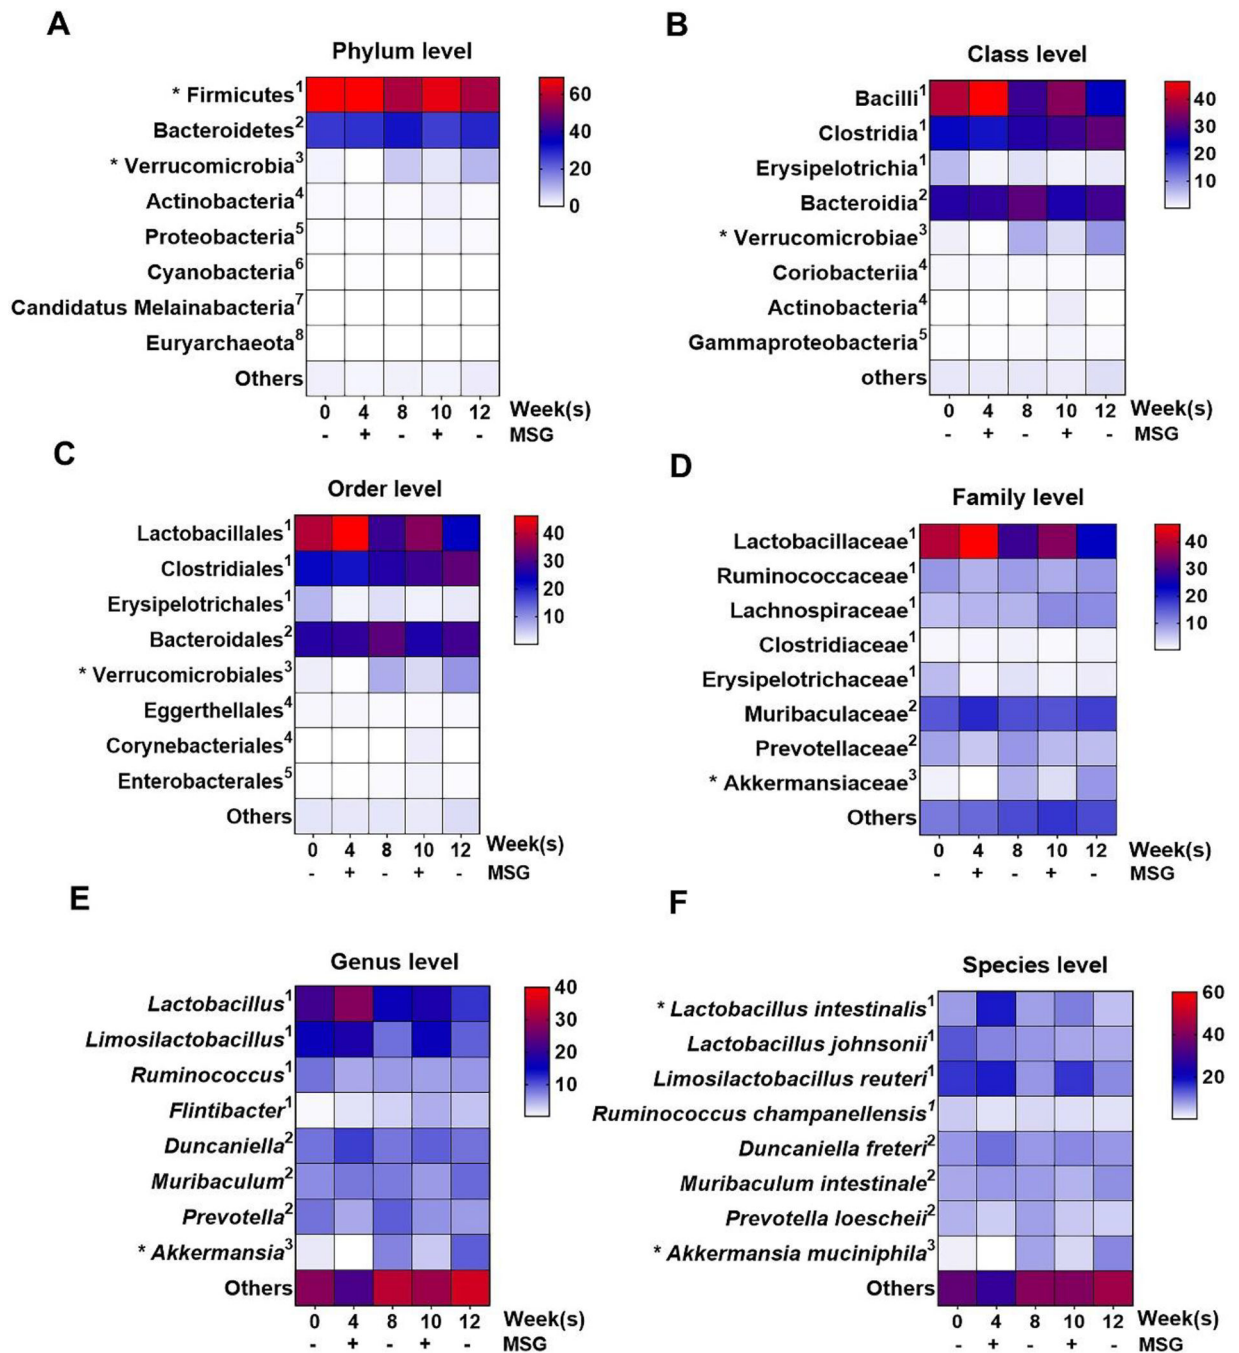 A
Phylum level
* Firmicutes1
Bacteroidetes2
* Verrucomicrobia3
Actinobacteria4
Proteobacteria5
Cyanobacteria6
Candidatus Melainabacteria7
Euryarchaeota8
Others
60
40
20
0
0 4 8 10 12 Week(s)
- + - + - MSG
B
Class level
Bacilli1
Clostridia1
Erysipelotrichia1
Bacteroidia2
* Verrucomicrobiae3
Coriobacteriia4
Actinobacteria4
Gammaproteobacteria5
others
40
30
20
10
0 4 8 10 12 Week(s)
- + - + - MSG
C
Order level
Lactobacillales1
Clostridiales1
Erysipelotrichales1
Bacteroidales2
* Verrucomicrobiales3
Eggerthellales4
Corynebacteriales4
Enterobacterales5
Others
40
30
20
10
0 4 8 10 12 Week(s)
- + - + - MSG
D
Family level
Lactobacillaceae1
Ruminococcaceae1
Lachnospiraceae1
Clostridiaceae1
Erysipelotrichaceae1
Muribaculaceae2
Prevotellaceae2
* Akkermansiaceae3
Others
40
30
20
10
0 4 8 10 12 Week(s)
- + - + - MSG
E
Genus level
Lactobacillus1
Limosilactobacillus1
Ruminococcus1
Flintibacter1
Duncaniella2
Muribaculum2
Prevotella2
* Akkermansia3
Others
40
30
20
10
0 4 8 10 12 Week(s)
- + - + - MSG
F
Species level
* Lactobacillus intestinalis1
Lactobacillus johnsonii1
Limosilactobacillus reuteri1
Ruminococcus champanellensis1
Duncaniella freteri2
Muribaculum intestinale2
Prevotella loescheii2
* Akkermansia muciniphila3
Others
60
40
20
0 4 8 10 12 Week(s)
- + - + - MSG